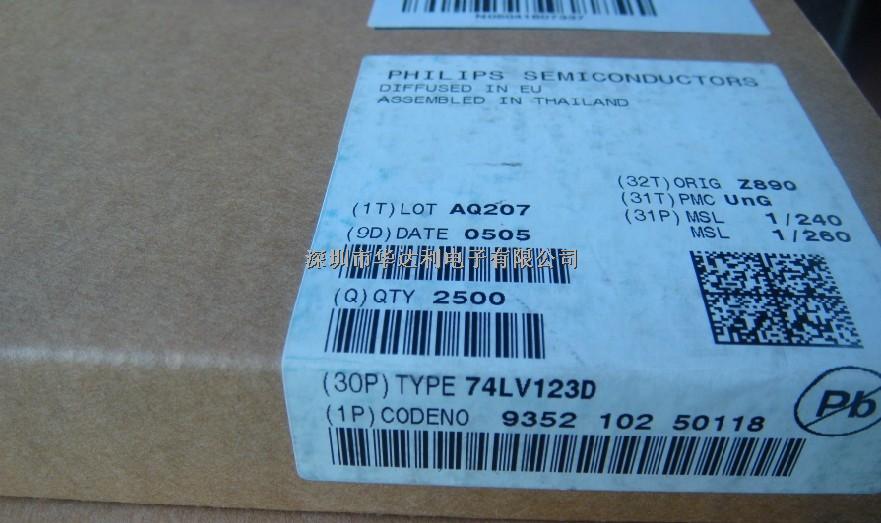 N05041607337
PHILIPS SEMICONDUCTORS
DIFFUSED IN EU
ASSEMBLED IN THAILAND
(32T) ORIG Z890
(31T) PMC UnG
(31P) MSL 1/240
MSL 1/260
(1T) LOT AQ207
(9D) DATE 0505
深圳市华达利电子有限公司
(Q) QTY 2500
(30P) TYPE 74LV123D
(1P) CODENO 9352 102 50118
Pb